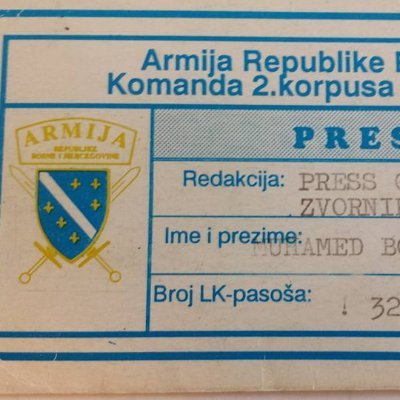 Armija Republike B
Komanda 2.korpusa
ARMIJA
REPUBLIKE
BOSNE I HERCEGOVINE
PRES
Redakcija: PRESS
ZVORNI
Ime i prezime: MUHAMED BO
Broj LK-pasoša: ! 32